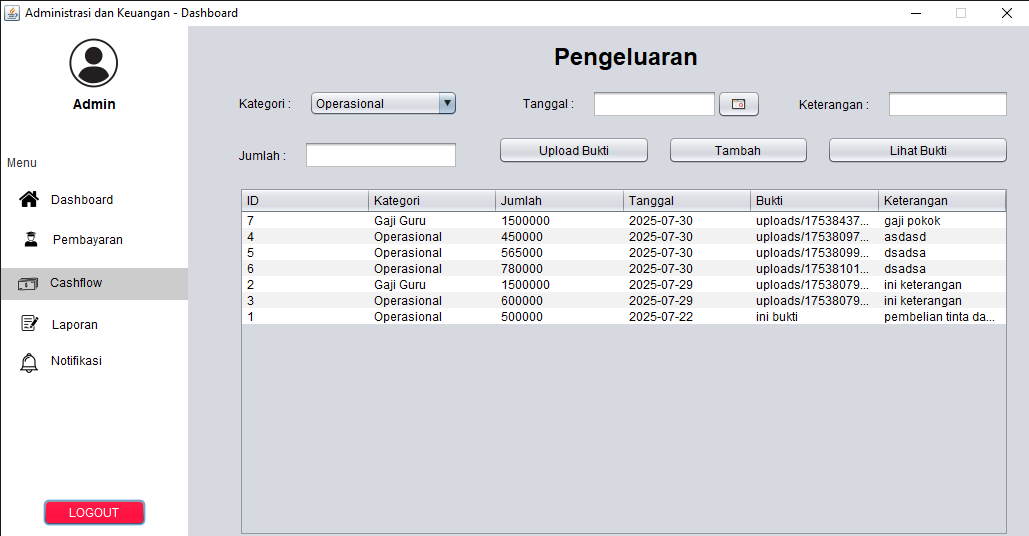 Administrasi dan Keuangan - Dashboard
Admin
Menu
Dashboard
Pembayaran
Cashflow
Laporan
Notifikasi
LOGOUT
Pengeluaran
Kategori : Operasional Tanggal : Keterangan :
Jumlah : Upload Bukti Tambah Lihat Bukti
ID Kategori Jumlah Tanggal Bukti Keterangan
7 Gaji Guru 1500000 2025-07-30 uploads/17538437... gaji pokok
4 Operasional 450000 2025-07-30 uploads/17538097... asdasd
5 Operasional 565000 2025-07-30 uploads/17538099... dsadsa
6 Operasional 780000 2025-07-30 uploads/17538101... dsadsa
2 Gaji Guru 1500000 2025-07-29 uploads/17538079... ini keterangan
3 Operasional 600000 2025-07-29 uploads/17538079... ini keterangan
1 Operasional 500000 2025-07-22 ini bukti pembelian tinta da...